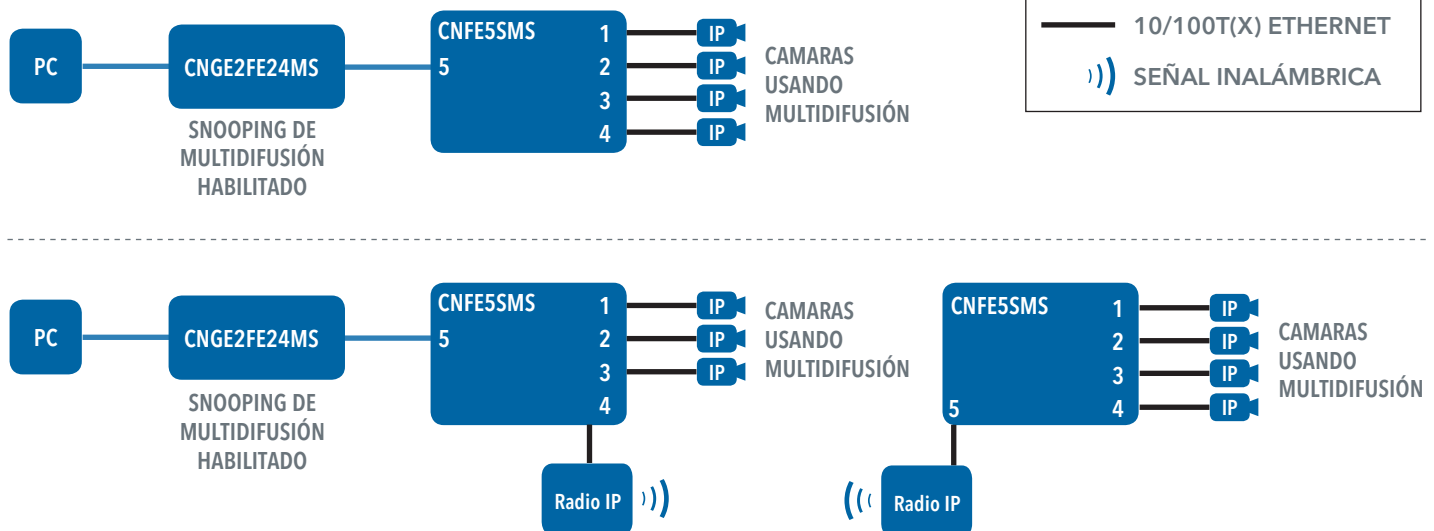 10/100T(X) ETHERNET
SEÑAL INALÁMBRICA
PC
CNGE2FE24MS
SNOOPING DE
MULTIDIFUSIÓN
HABILITADO
CNFE5SMS
5
1
2
3
4
IP
IP
IP
IP
CAMARAS
USANDO
MULTIDIFUSIÓN
PC
CNGE2FE24MS
SNOOPING DE
MULTIDIFUSIÓN
HABILITADO
CNFE5SMS
5
1
2
3
4
IP
IP
IP
CAMARAS
USANDO
MULTIDIFUSIÓN
Radio IP
CNFE5SMS
5
1
2
3
4
IP
IP
IP
IP
CAMARAS
USANDO
MULTIDIFUSIÓN
Radio IP